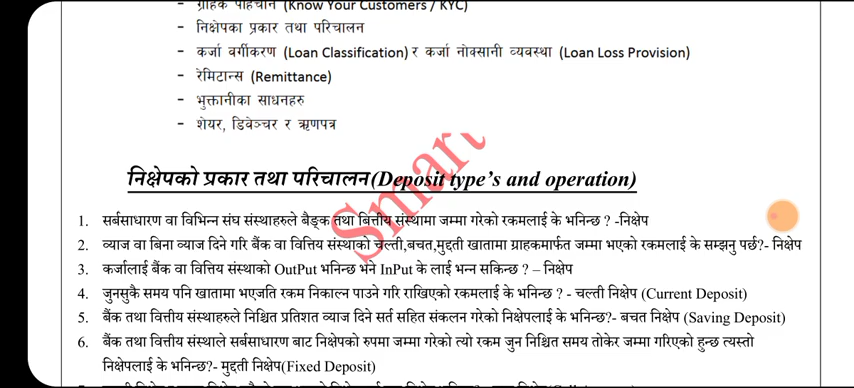 - ग्राहक पहिचान (Know Your Customers / KYC)
- निक्षेपका प्रकार तथा परिचालन
- कर्जा वर्गीकरण (Loan Classification) र कर्जा नोक्सानी व्यवस्था (Loan Loss Provision)
- रेमिटान्स (Remittance)
- भुक्तानीका साधनहरु
- शेयर, डिवेञ्चर र ऋणपत्र
Smart
निक्षेपको प्रकार तथा परिचालन(Deposit type's and operation)
1. सर्बसाधारण वा विभिन्न संघ संस्थाहरुले बैङ्क तथा बित्तीय संस्थामा जम्मा गरेको रकमलाई के भनिन्छ ? -निक्षेप
2. व्याज वा बिना व्याज दिने गरि बैंक वा वित्तिय संस्थाको चल्ती,बचत,मुद्दती खातामा ग्राहकमार्फत जम्मा भएको रकमलाई के सम्झनु पर्छ?- निक्षेप
3. कर्जालाई बैंक वा वित्तिय संस्थाको OutPut भनिन्छ भने InPut के लाई भन्न सकिन्छ ? – निक्षेप
4. जुनसुकै समय पनि खातामा भएजति रकम निकाल्न पाउने गरि राखिएको रकमलाई के भनिन्छ ? - चल्ती निक्षेप (Current Deposit)
5. बैंक तथा वित्तीय संस्थाहरुले निश्चित प्रतिशत व्याज दिने सर्त सहित संकलन गरेको निक्षेपलाई के भनिन्छ?- बचत निक्षेप (Saving Deposit)
6. बैंक तथा वित्तीय संस्थाले सर्बसाधारण बाट निक्षेपको रुपमा जम्मा गरेको त्यो रकम जुन निश्चित समय तोकेर जम्मा गरिएको हुन्छ त्यस्तो
निक्षेपलाई के भनिन्छ?- मुद्दती निक्षेप(Fixed Deposit)